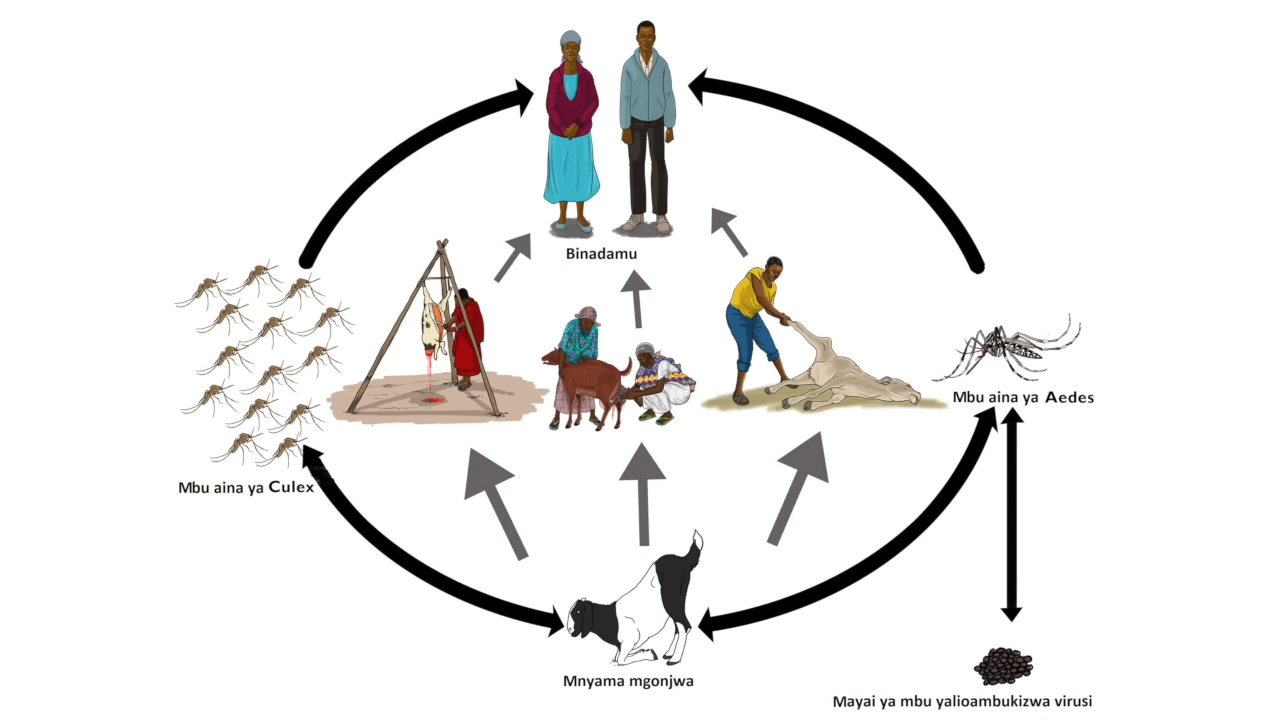 Binadamu
Mbu aina ya Aedes
Mbu aina ya Culex
Mnyama mgonjwa
Mayai ya mbu yalioambukizwa virusi